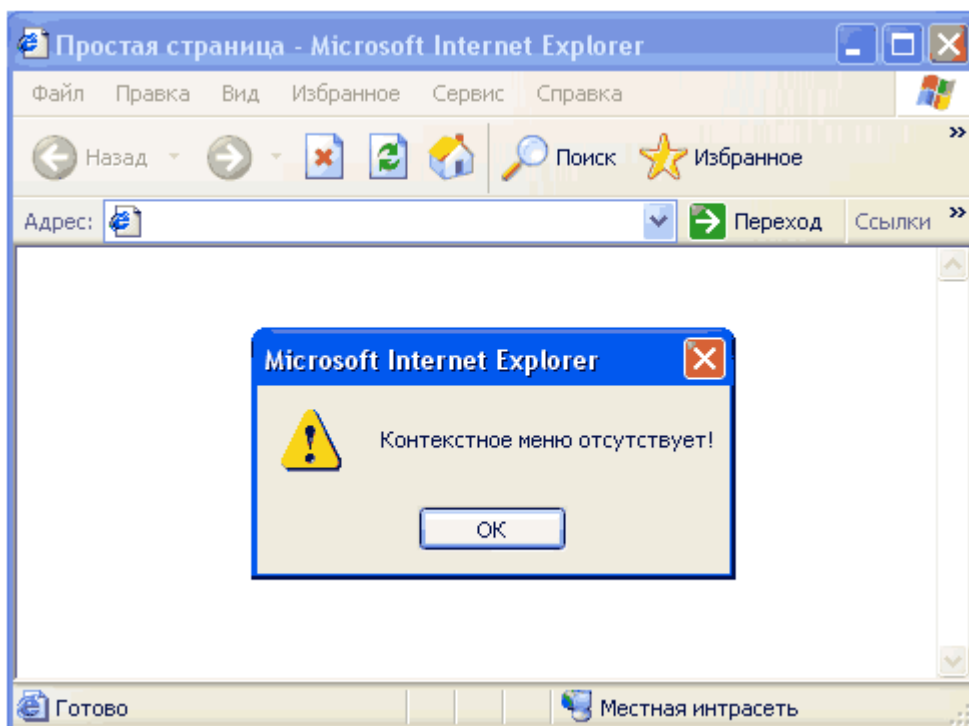 Простая страница - Microsoft Internet Explorer
Файл Правка Вид Избранное Сервис Справка
Назад Поиск Избранное »
Адрес: Переход Ссылки »
Microsoft Internet Explorer
Контекстное меню отсутствует!
OK
Готово Местная интрасеть